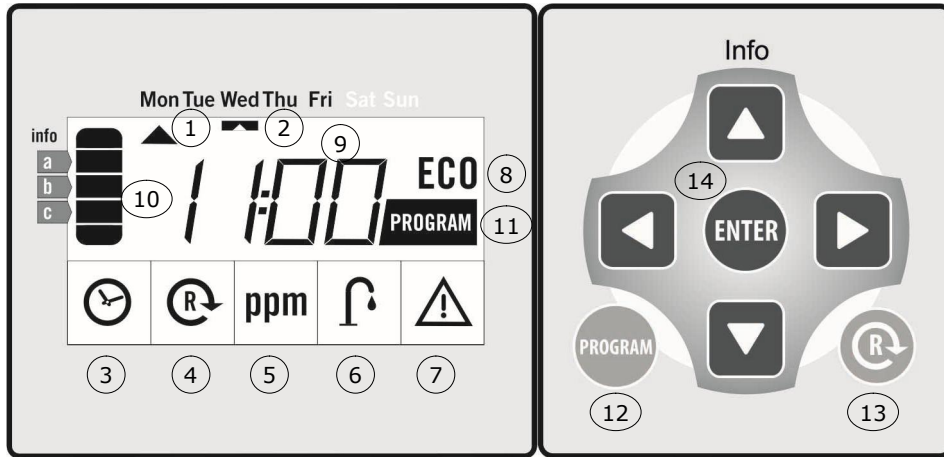 Info
Mon Tue Wed Thu Fri Sat Sun
info
1
2
9
a
b
c
10
11:00
ECO
8
PROGRAM
11
14
ENTER
R
ppm
3
4
5
6
7
PROGRAM
R
12
13